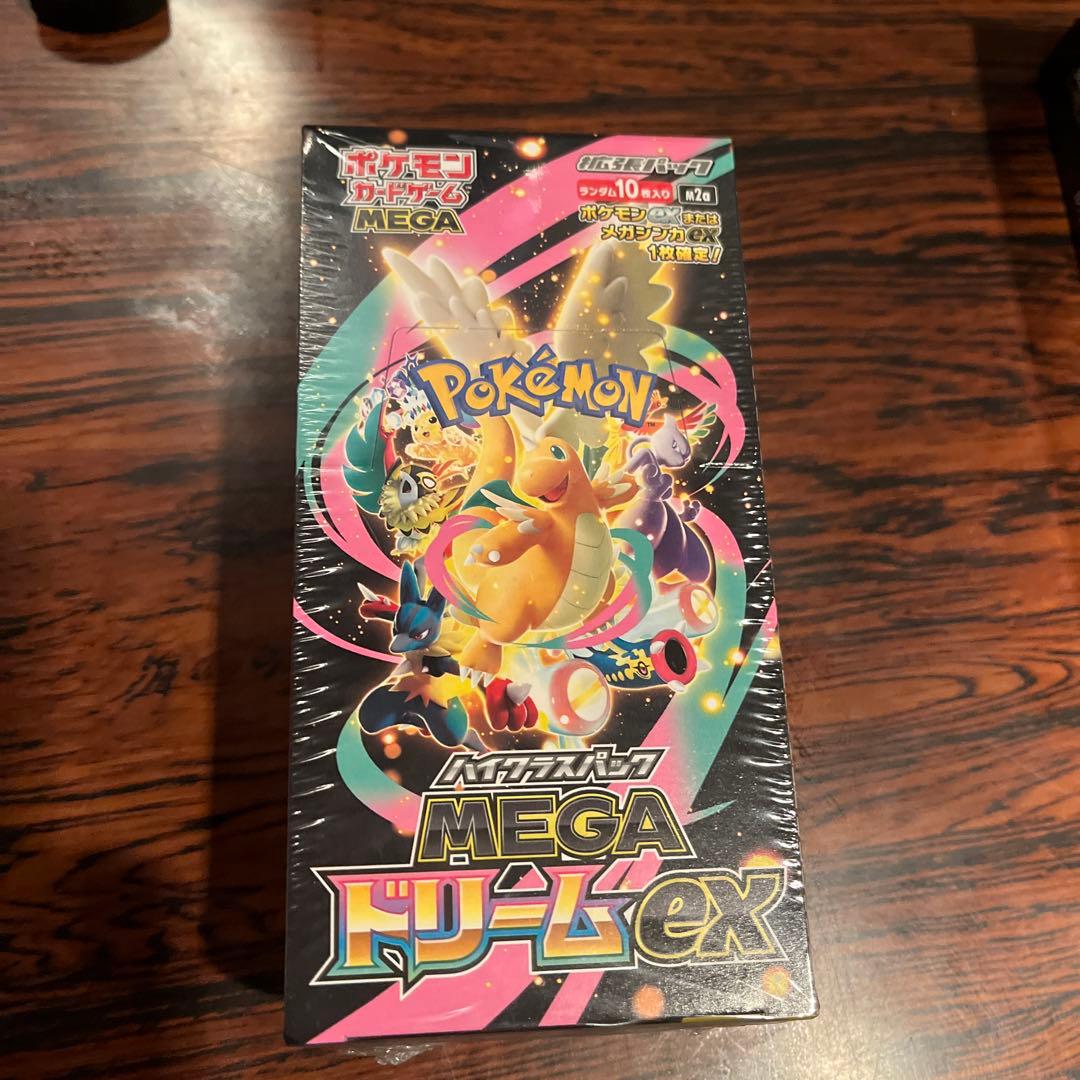 ポケモン
カードゲーム
MEGA
拡張パック
ランダム10枚入り M2a
ポケモンexまたは
メガシンカex
1枚確定!
POKéMON
TM
ハイクラスパック
MEGA
ドリームex